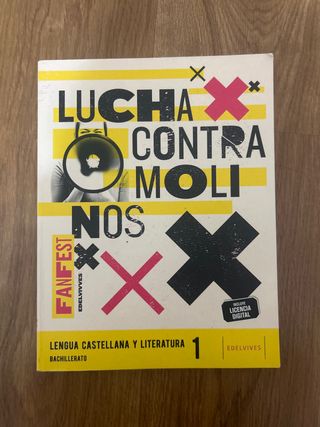 LUCHA
CONTRA
MOLI
NOS
FANFEST
EDELVIVES
INCLUYE
LICENCIA
DIGITAL
LENGUA CASTELLANA Y LITERATURA 1
BACHILLERATO
EDELVIVES